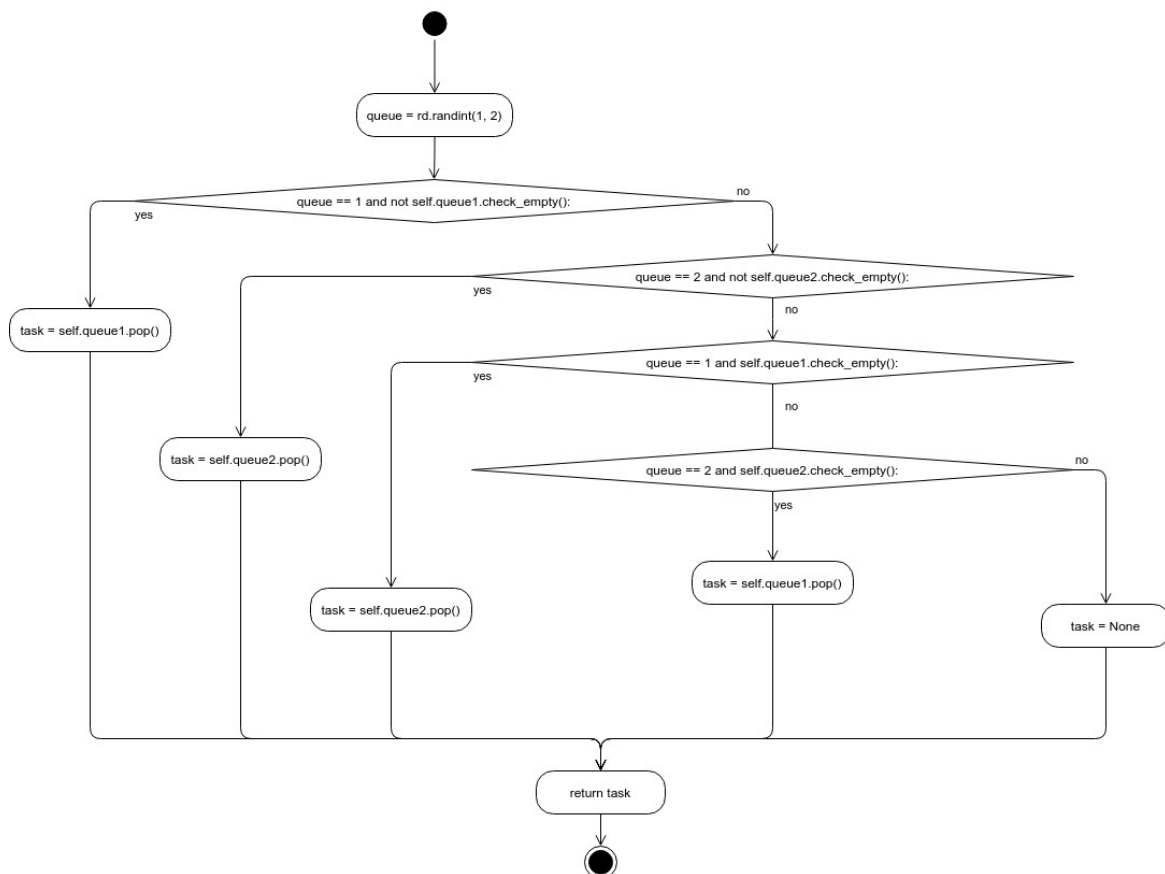 queue = rd.randint(1, 2)
queue == 1 and not self.queue1.check_empty():
yes
no
queue == 2 and not self.queue2.check_empty():
yes
no
task = self.queue1.pop()
queue == 1 and self.queue1.check_empty():
yes
no
task = self.queue2.pop()
queue == 2 and self.queue2.check_empty():
no
yes
task = self.queue2.pop()
task = self.queue1.pop()
task = None
return task